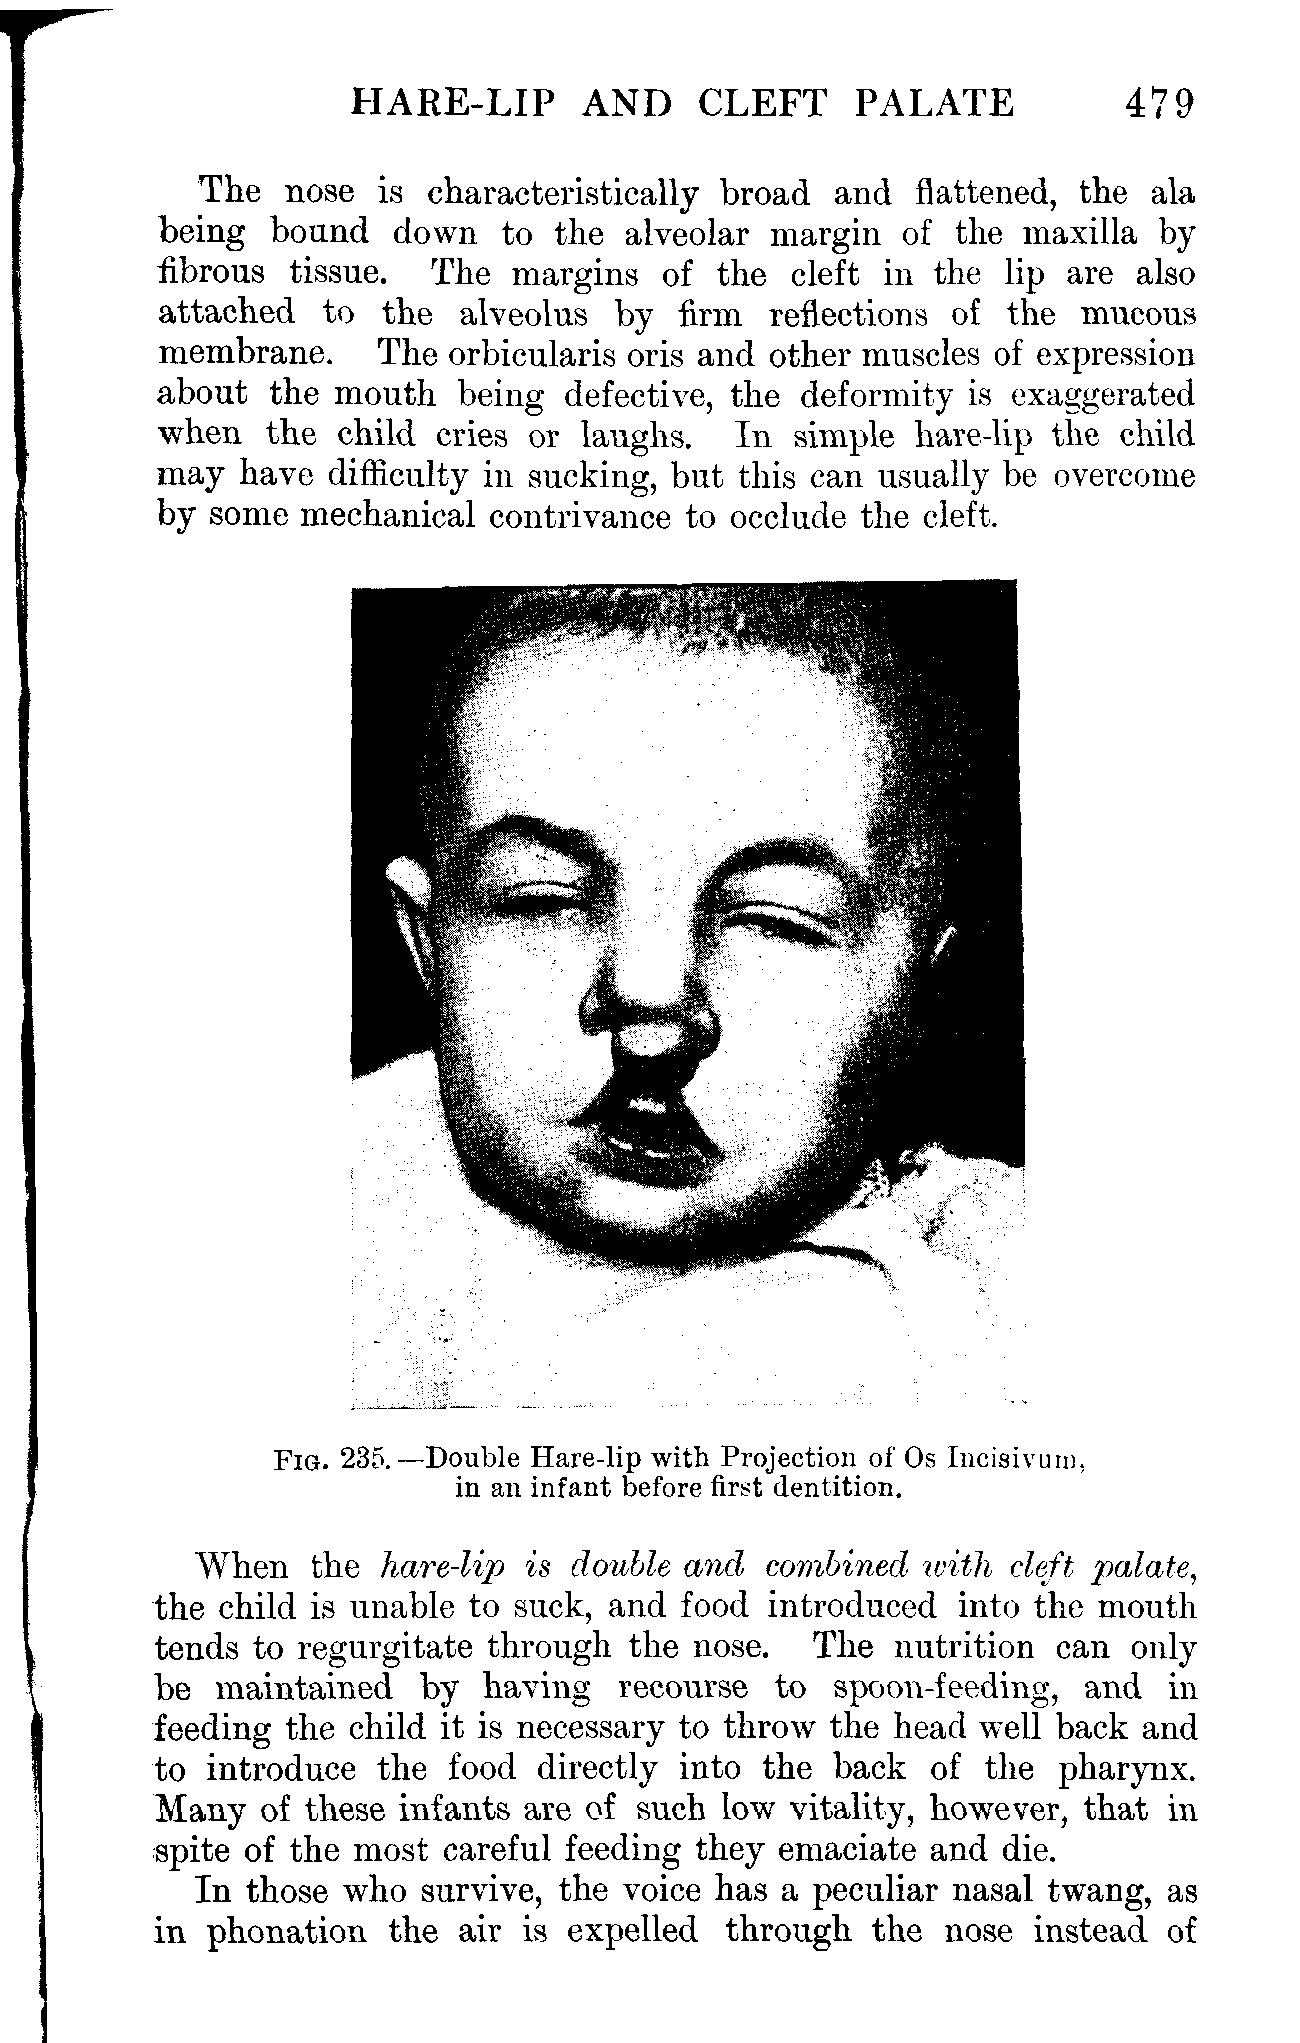 HARE-LIP AND CLEFT PALATE 479
The nose is characteristically broad and flattened, the ala
being bound down to the alveolar margin of the maxilla by
fibrous tissue. The margins of the cleft in the lip are also
attached to the alveolus by firm reflections of the mucous
membrane. The orbicularis oris and other muscles of expression
about the mouth being defective, the deformity is exaggerated
when the child cries or laughs. In simple hare-lip the child
may have difficulty in sucking, but this can usually be overcome
by some mechanical contrivance to occlude the cleft.
FIG. 235.—Double Hare-lip with Projection of Os Incisivum,
in an infant before first dentition.
When the hare-lip is double and combined with cleft palate,
the child is unable to suck, and food introduced into the mouth
tends to regurgitate through the nose. The nutrition can only
be maintained by having recourse to spoon-feeding, and in
feeding the child it is necessary to throw the head well back and
to introduce the food directly into the back of the pharynx.
Many of these infants are of such low vitality, however, that in
spite of the most careful feeding they emaciate and die.
In those who survive, the voice has a peculiar nasal twang, as
in phonation the air is expelled through the nose instead of